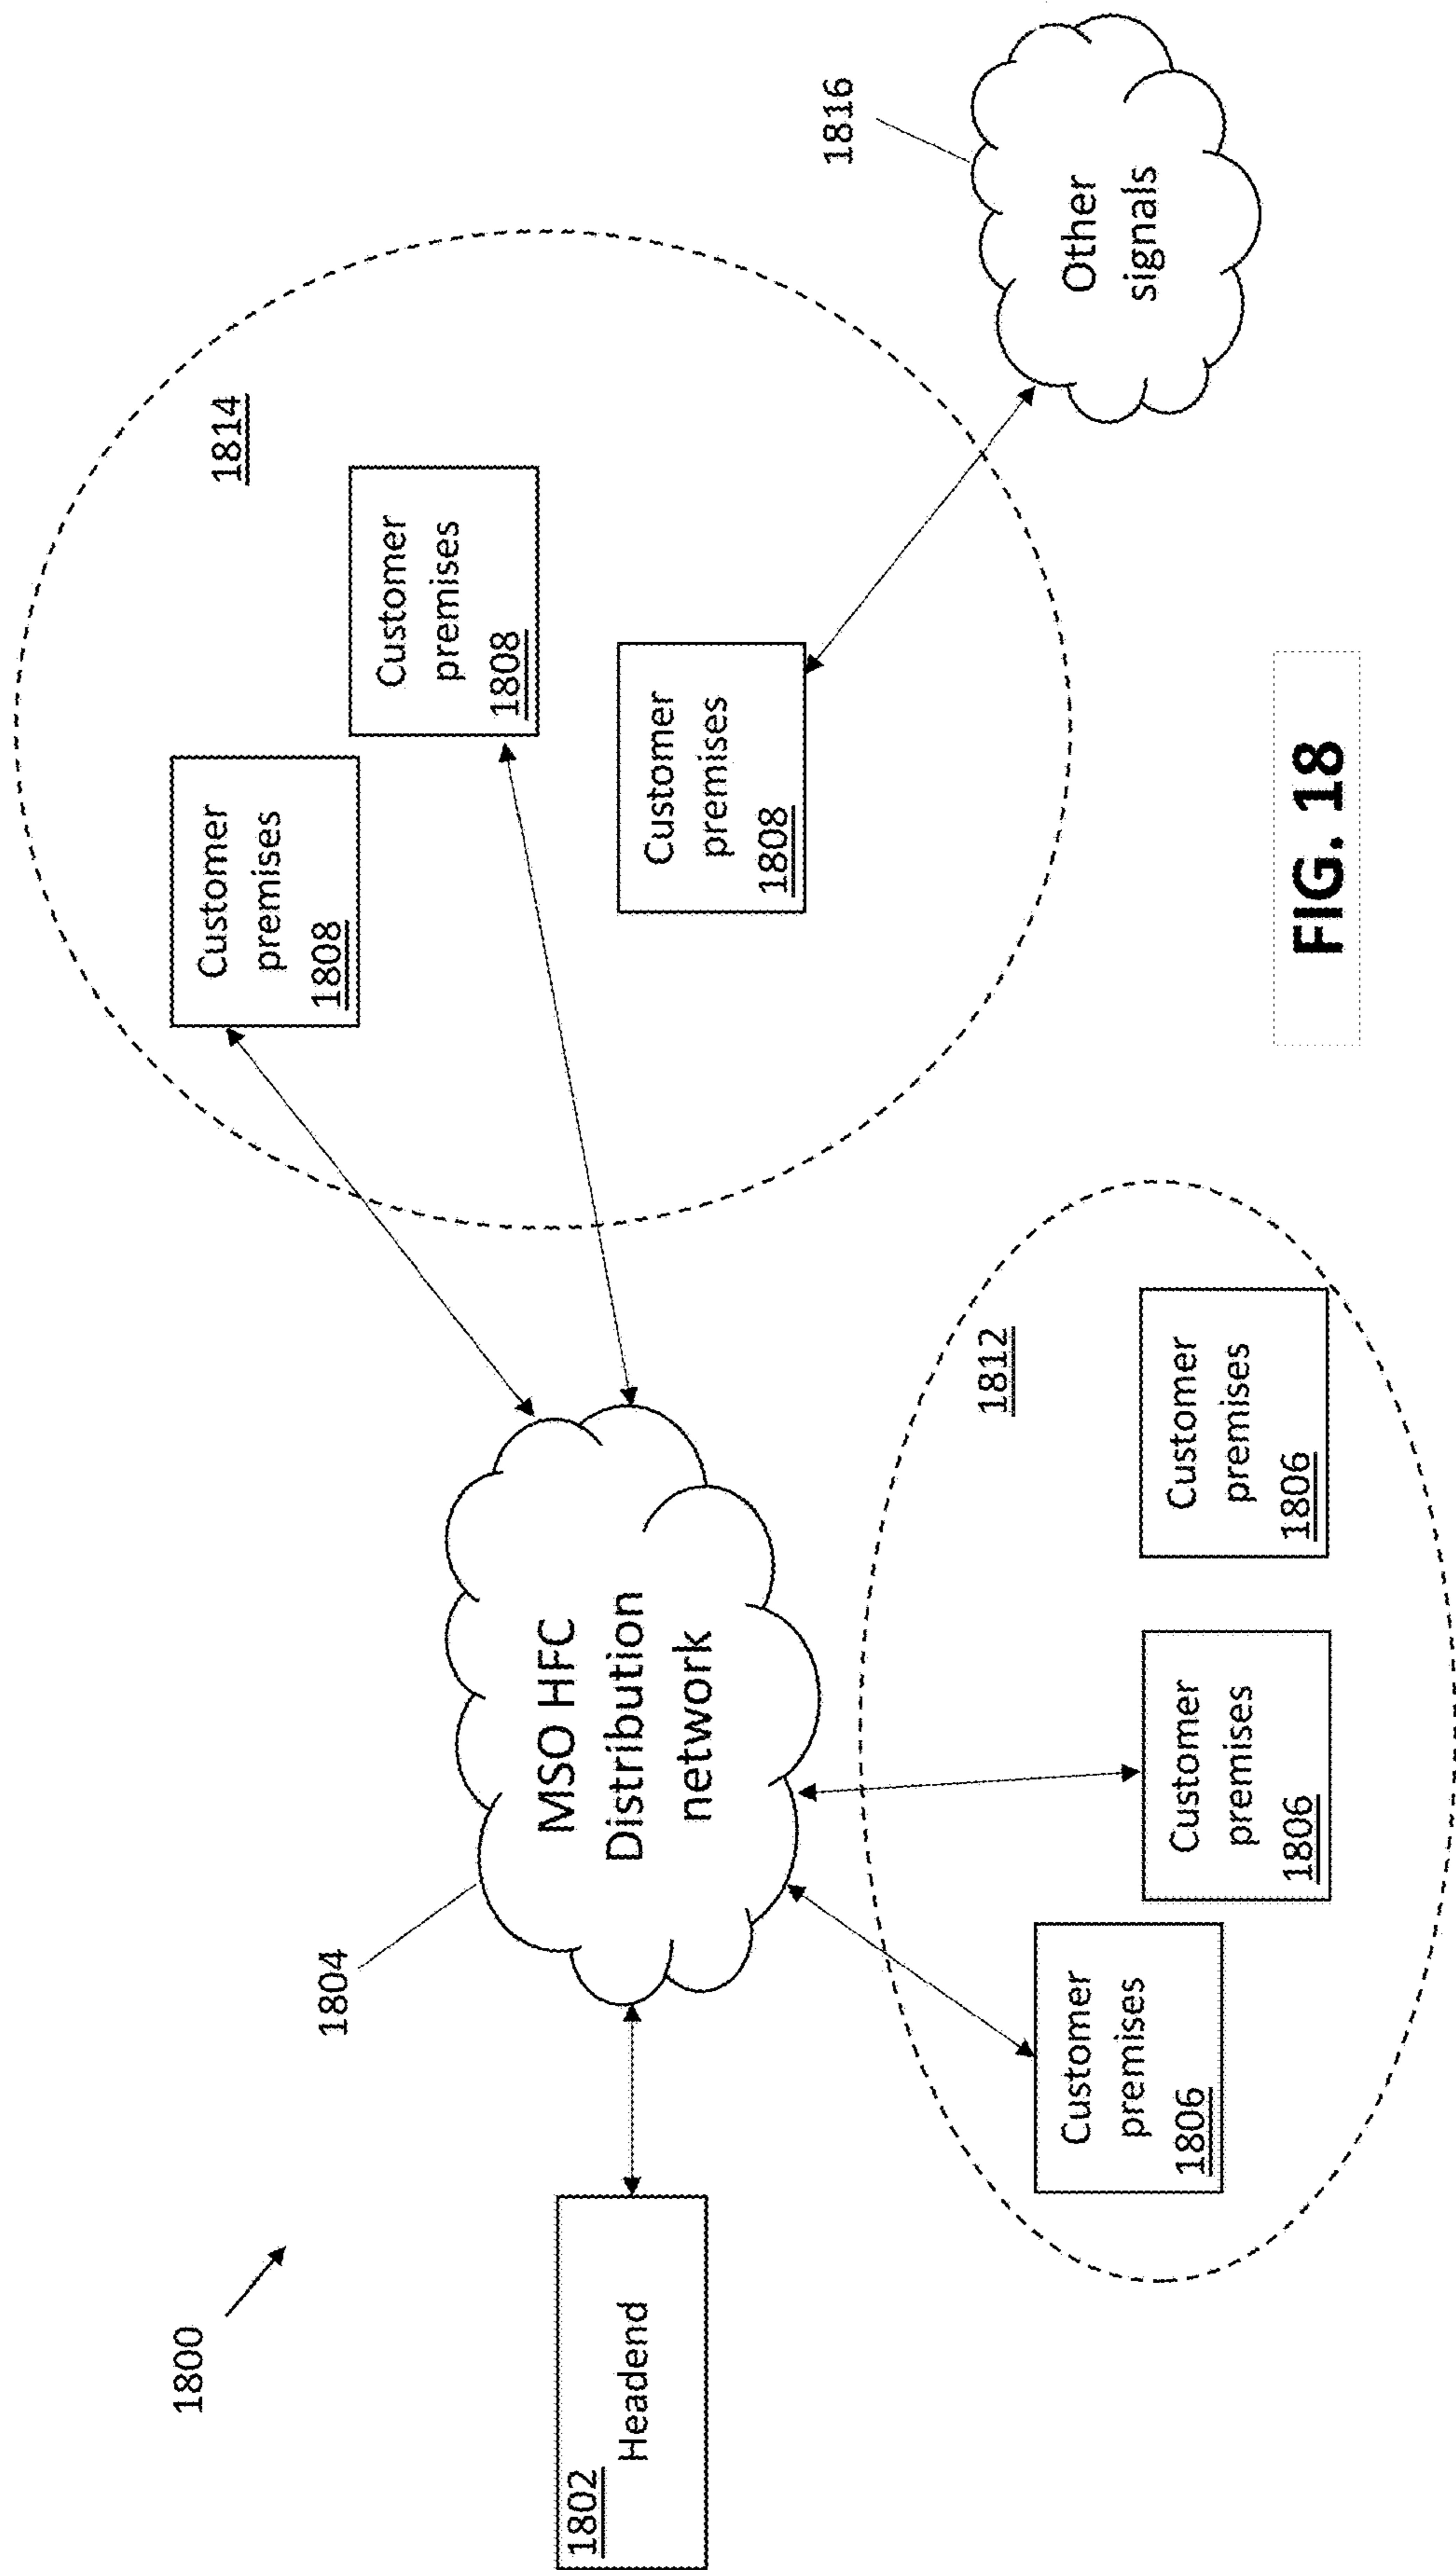 1800
1802
Headend
1804
MSO HFC
Distribution
network
Customer
premises
1808
Customer
premises
1808
Customer
premises
1808
1814
1816
Other
signals
1812
Customer
premises
1806
Customer
premises
1806
Customer
premises
1806
FIG. 18